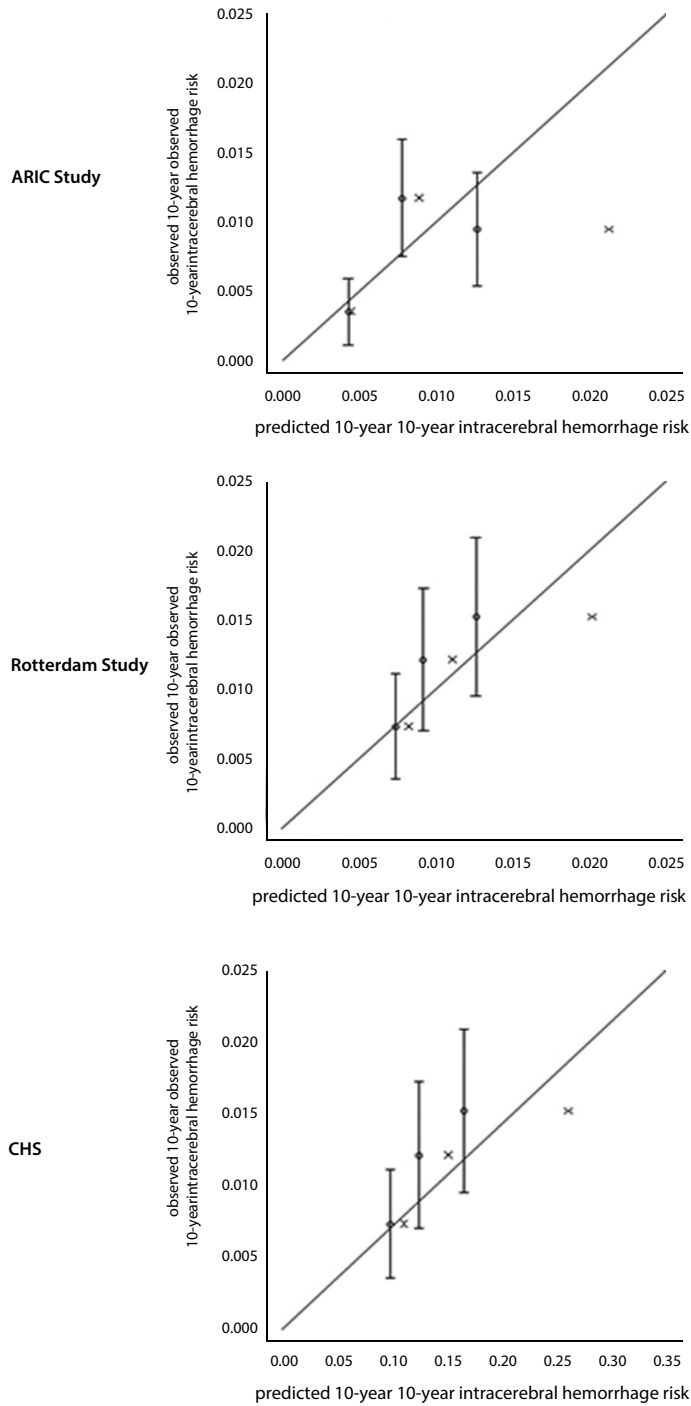 ARIC Study
observed 10-year observed
10-yearintracerebral hemorrhage risk
0.025
0.020
0.015
0.010
0.005
0.000
0.000 0.005 0.010 0.015 0.020 0.025
predicted 10-year 10-year intracerebral hemorrhage risk
Rotterdam Study
observed 10-year observed
10-yearintracerebral hemorrhage risk
0.025
0.020
0.015
0.010
0.005
0.000
0.000 0.005 0.010 0.015 0.020 0.025
predicted 10-year 10-year intracerebral hemorrhage risk
CHS
observed 10-year observed
10-yearintracerebral hemorrhage risk
0.025
0.020
0.015
0.010
0.005
0.000
0.00 0.05 0.10 0.15 0.20 0.25 0.30 0.35
predicted 10-year 10-year intracerebral hemorrhage risk